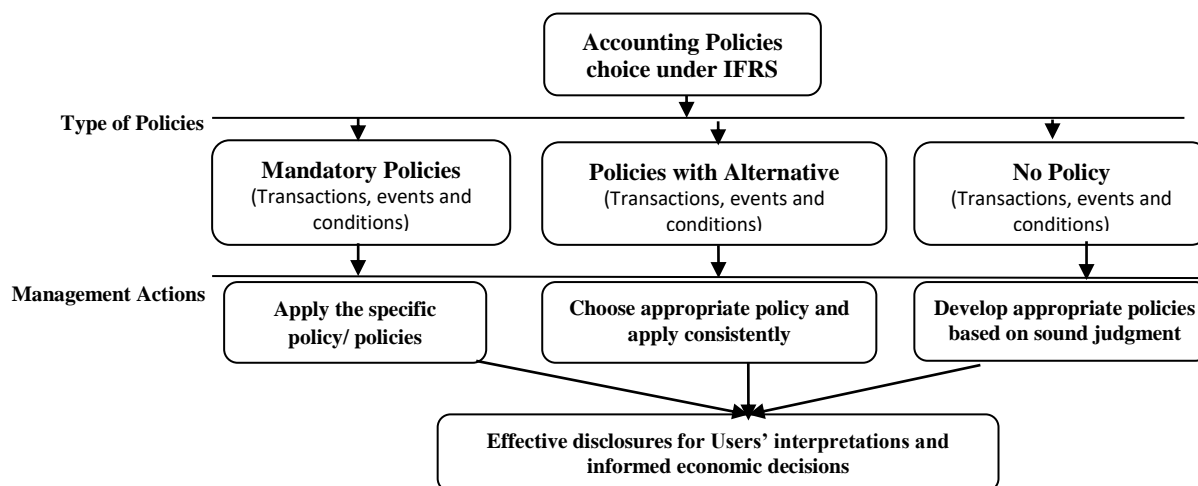 Accounting Policies
choice under IFRS
Type of Policies
Mandatory Policies
(Transactions, events and
conditions)
Policies with Alternative
(Transactions, events and
conditions)
No Policy
(Transactions, events and
conditions)
Management Actions
Apply the specific
policy/ policies
Choose appropriate policy and
apply consistently
Develop appropriate policies
based on sound judgment
Effective disclosures for Users’ interpretations and
informed economic decisions